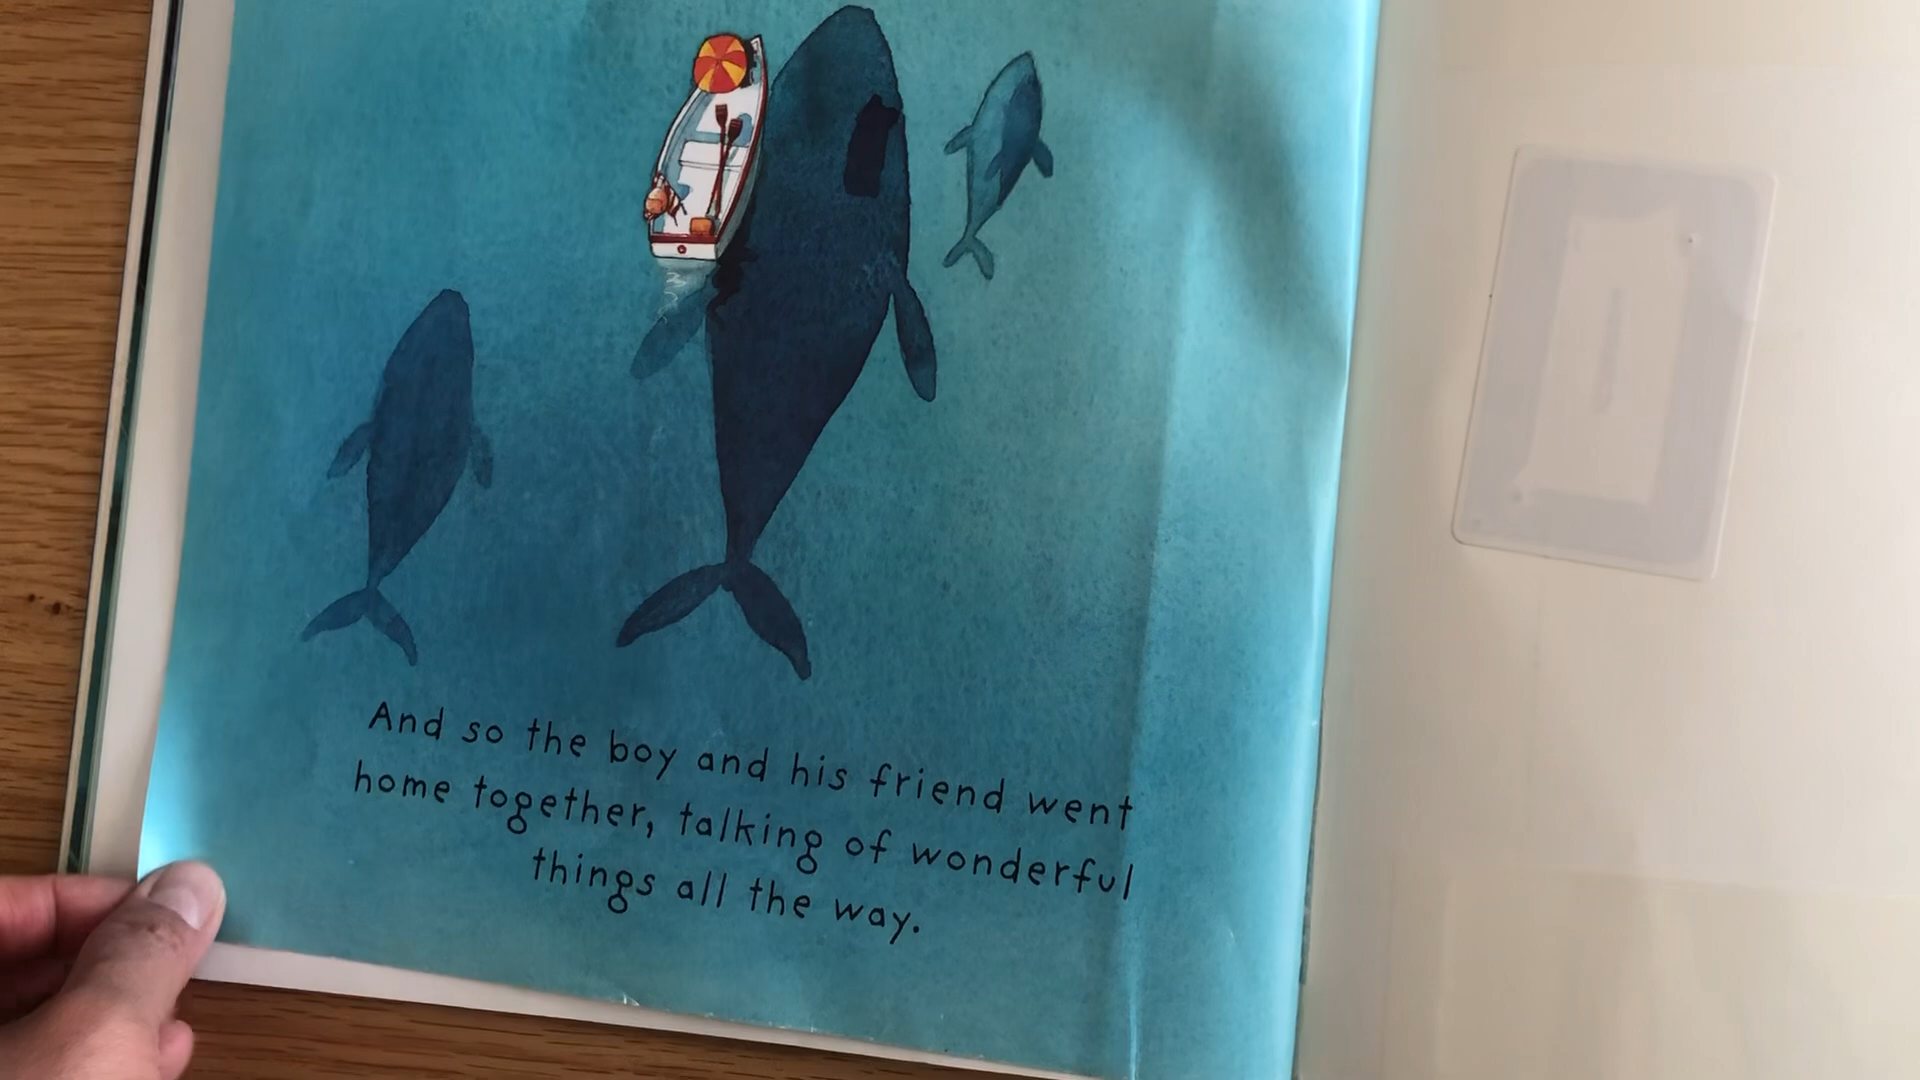 And so the boy and his friend went
home together, talking of wonderful
things all the way.